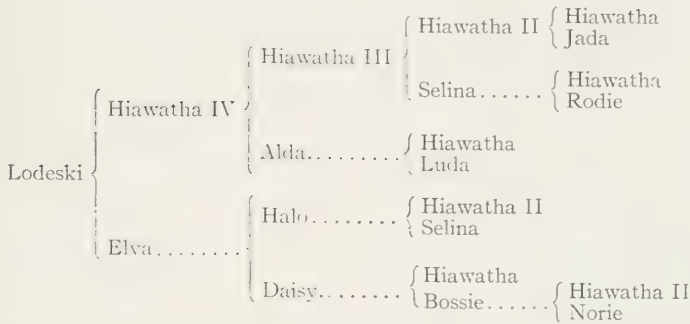 Hiawatha
Hiawatha II
Jada
Hiawatha III
Hiawatha
Selina......
Rodie
Hiawatha IV
Hiawatha
Alda.........
Luda
Lodeski
Hiawatha II
Halo........
Selina
Elva........
Hiawatha
Daisy........
Hiawatha II
Bossie......
Norie